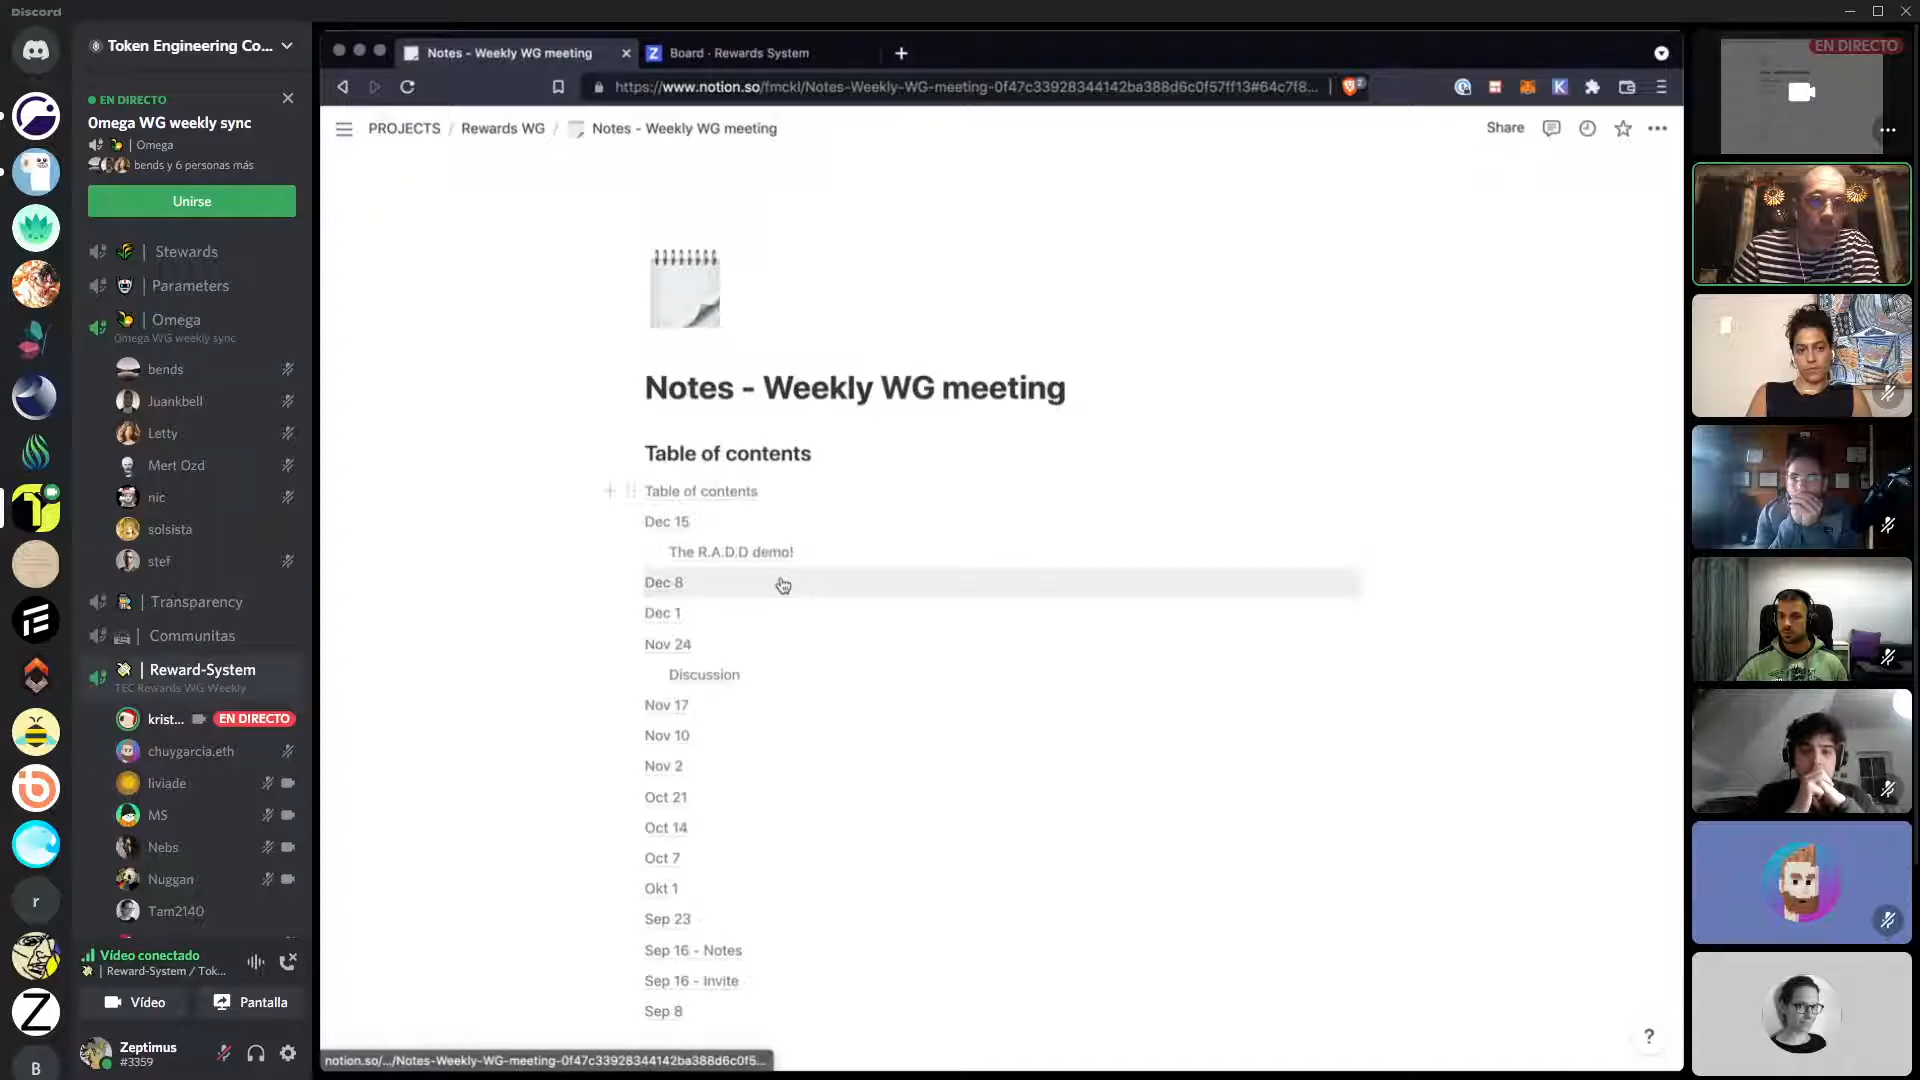 Discord
Token Engineering Co...
EN DIRECTO
Omega WG weekly sync
| Omega
bends y 6 personas más
Unirse
| Stewards
| Parameters
| Omega
Omega WG weekly sync
bends
Juankbell
Letty
Mert Ozd
nic
solsista
stef
| Transparency
| Communitas
| Reward-System
TEC Rewards WG Weekly
krist...
EN DIRECTO
chuygarcia.eth
liviade
MS
Nebs
Nuggan
Tam2140
Vídeo conectado
| Reward-System / Tok...
Vídeo
Pantalla
Zeptimus
#3359
r
Z
B
Notes - Weekly WG meeting
Z
Board · Rewards System
https://www.notion.so/fmckl/Notes-Weekly-WG-meeting-0f47c33928344142ba388d6c0f57ff13#64c7f8...
K
PROJECTS / Rewards WG / Notes - Weekly WG meeting
Share
Notes - Weekly WG meeting
Table of contents
Table of contents
Dec 15
The R.A.D.D demo!
Dec 8
Dec 1
Nov 24
Discussion
Nov 17
Nov 10
Nov 2
Oct 21
Oct 14
Oct 7
Okt 1
Sep 23
Sep 16 - Notes
Sep 16 - Invite
Sep 8
?
notion.so/.../Notes-Weekly-WG-meeting-0f47c33928344142ba388d6c0f5...
EN DIRECTO